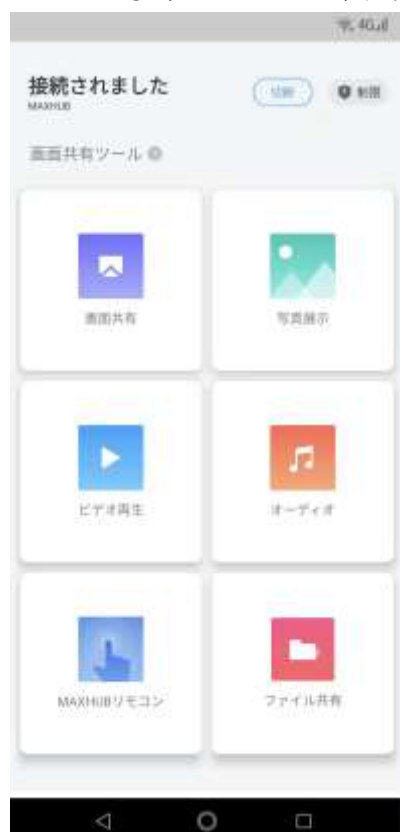 4G
接続されました
切断
制限
MAXHUB
画面共有ツール
画面共有
写真展示
ビデオ再生
オーディオ
MAXHUBリモコン
ファイル共有